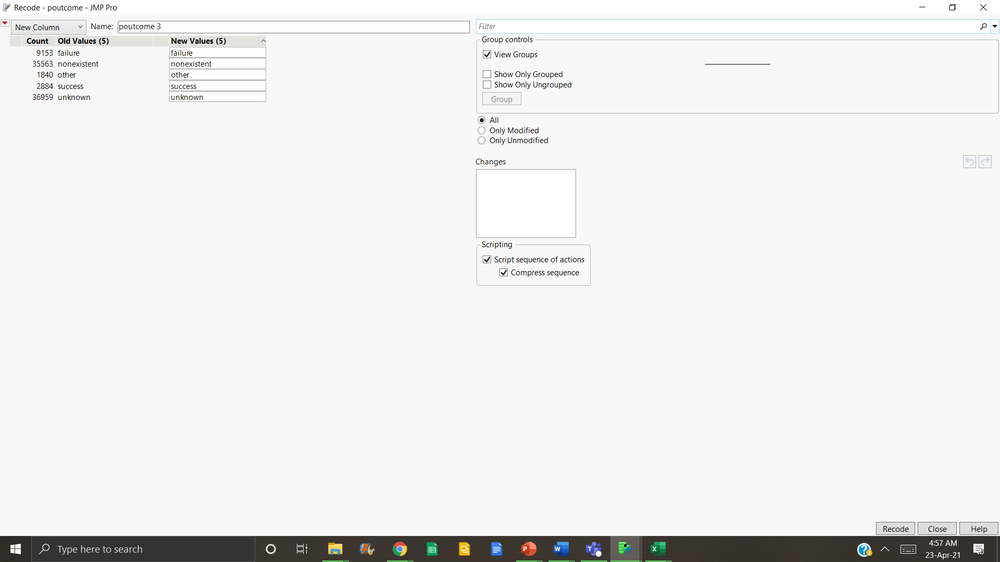 Recode - poutcome - JMP Pro
New Column Name: poutcome 3
Count Old Values (5) New Values (5)
9153 failure failure
35563 nonexistent nonexistent
1840 other other
2884 success success
36959 unknown unknown
Filter
Group controls
View Groups
Show Only Grouped
Show Only Ungrouped
Group
All
Only Modified
Only Unmodified
Changes
Scripting
Script sequence of actions
Compress sequence
Recode Close Help
Type here to search
4:57 AM
23-Apr-21